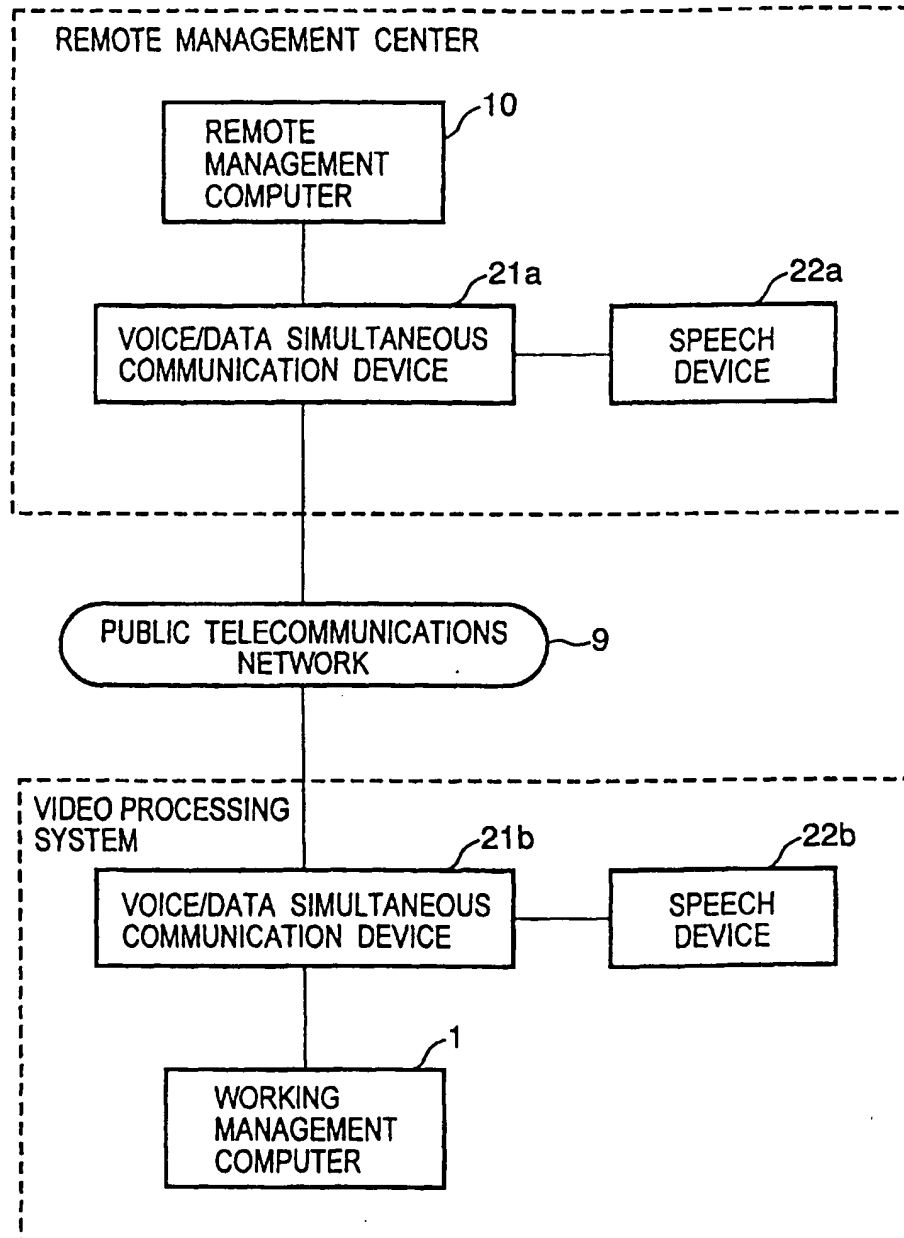 REMOTE MANAGEMENT CENTER
10
REMOTE
MANAGEMENT
COMPUTER
21a
22a
VOICE/DATA SIMULTANEOUS
COMMUNICATION DEVICE
SPEECH
DEVICE
PUBLIC TELECOMMUNICATIONS
NETWORK
9
VIDEO PROCESSING
SYSTEM
21b
22b
VOICE/DATA SIMULTANEOUS
COMMUNICATION DEVICE
SPEECH
DEVICE
1
WORKING
MANAGEMENT
COMPUTER